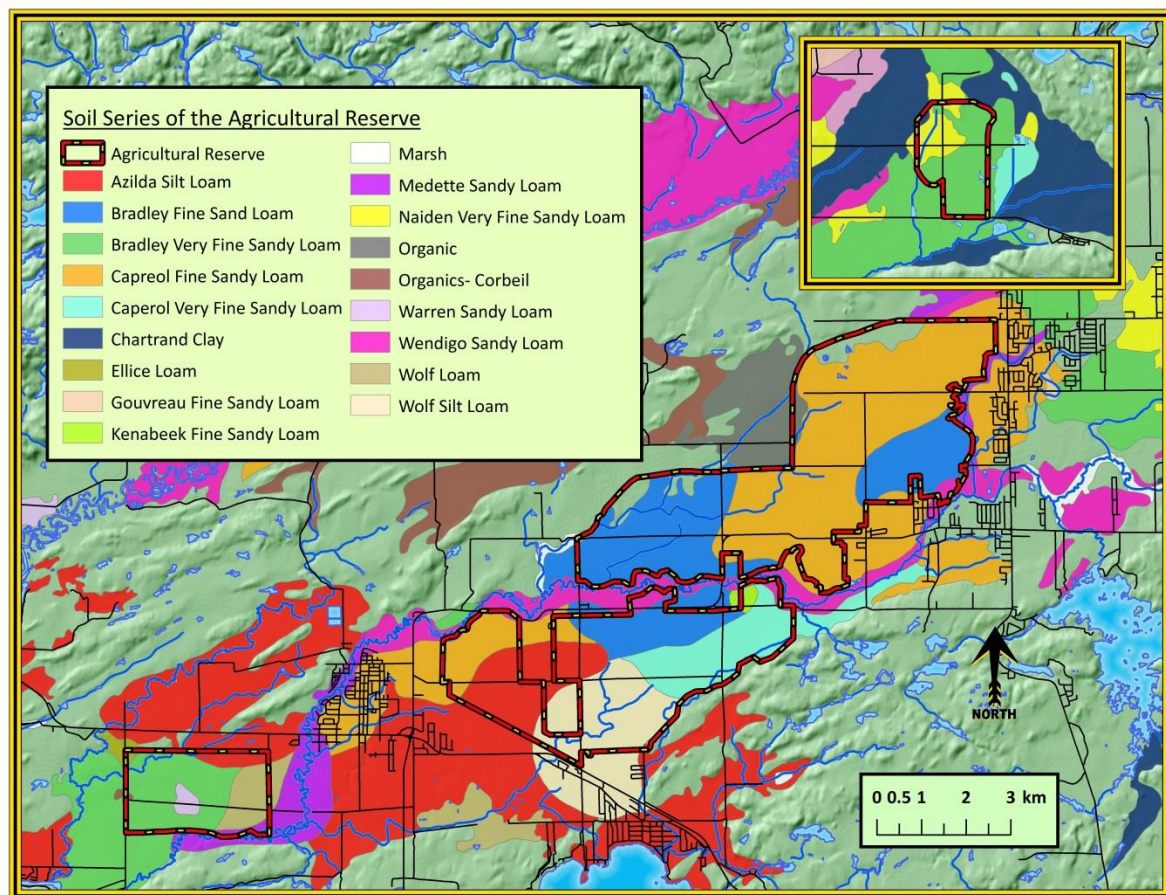 Soil Series of the Agricultural Reserve
Agricultural Reserve
Azilda Silt Loam
Bradley Fine Sand Loam
Bradley Very Fine Sandy Loam
Capreol Fine Sandy Loam
Caperol Very Fine Sandy Loam
Chartrand Clay
Ellice Loam
Gouvreau Fine Sandy Loam
Kenabeek Fine Sandy Loam
Marsh
Medette Sandy Loam
Naiden Very Fine Sandy Loam
Organic
Organics- Corbeil
Warren Sandy Loam
Wendigo Sandy Loam
Wolf Loam
Wolf Silt Loam
NORTH
0 0.5 1 2 3 km